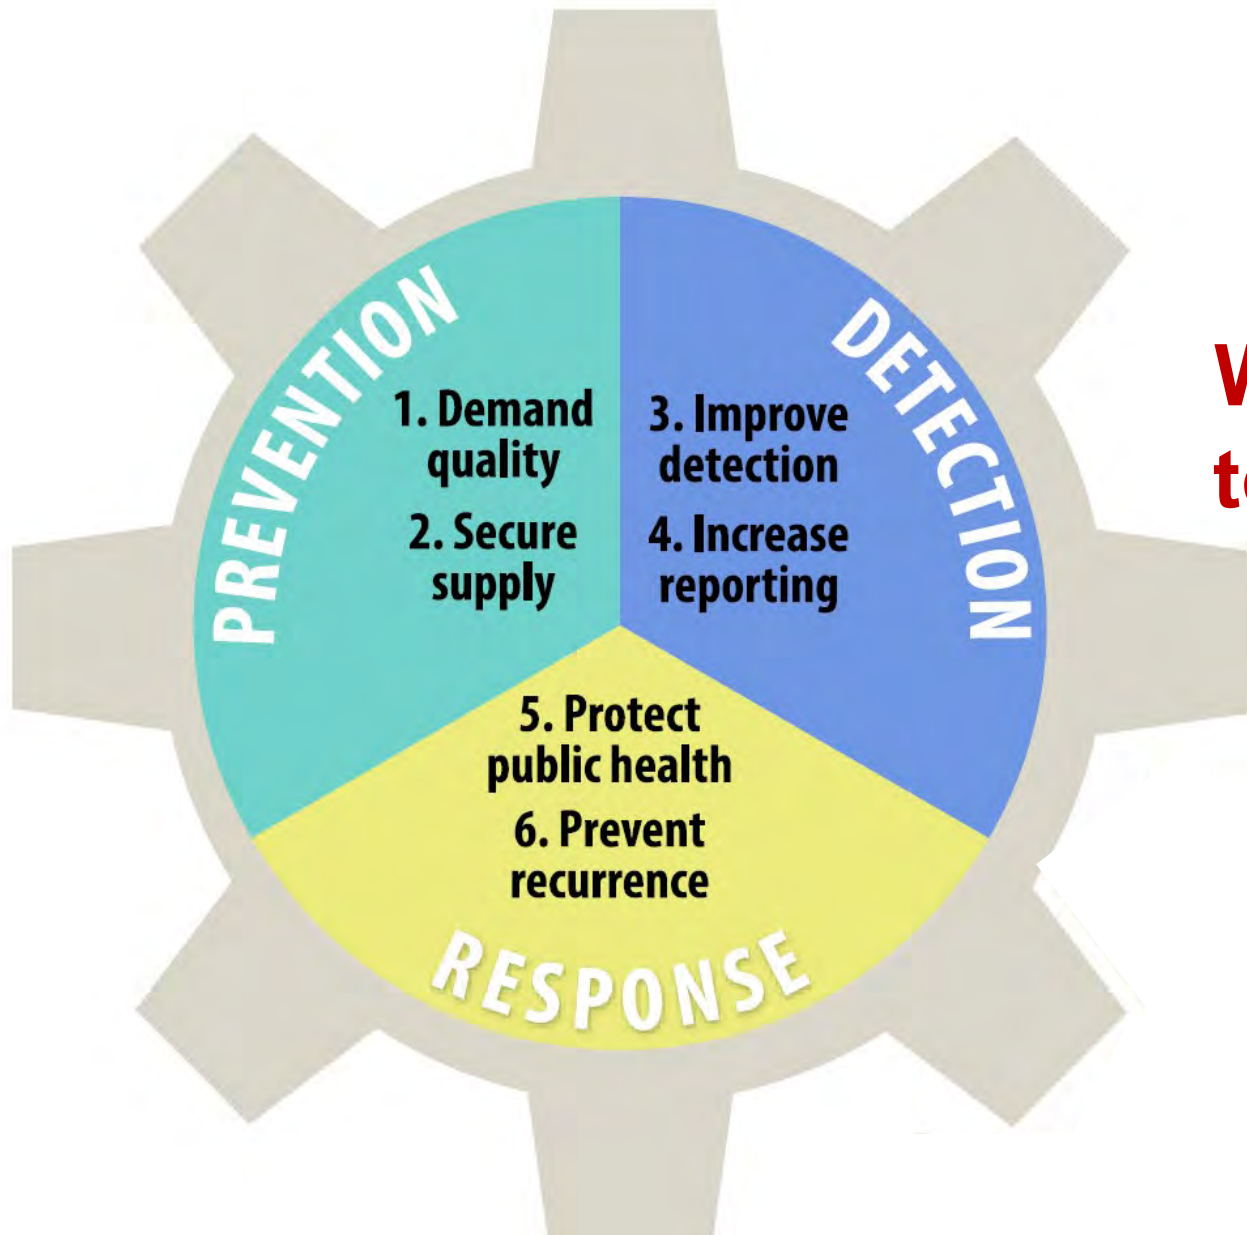 PREVENTION
1. Demand
quality
2. Secure
supply
DETECTION
3. Improve
detection
4. Increase
reporting
5. Protect
public health
6. Prevent
recurrence
RESPONSE